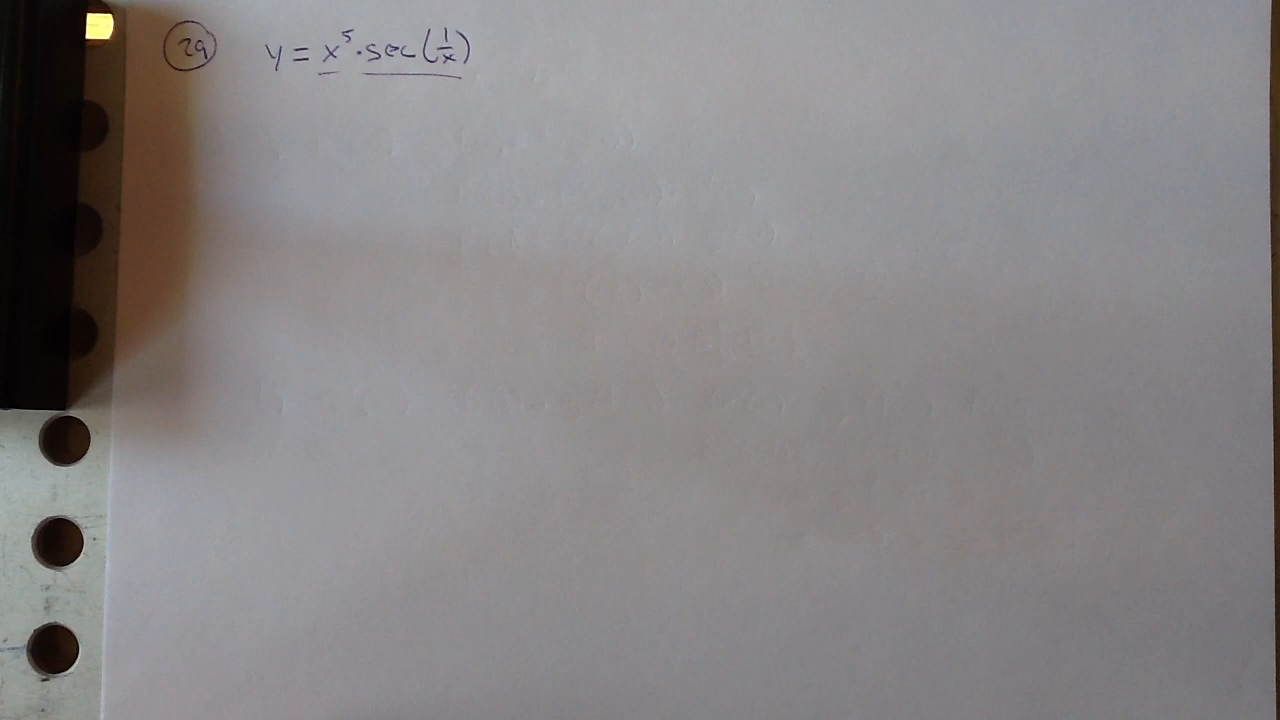 29 y = x⁵ · sec(1/x)